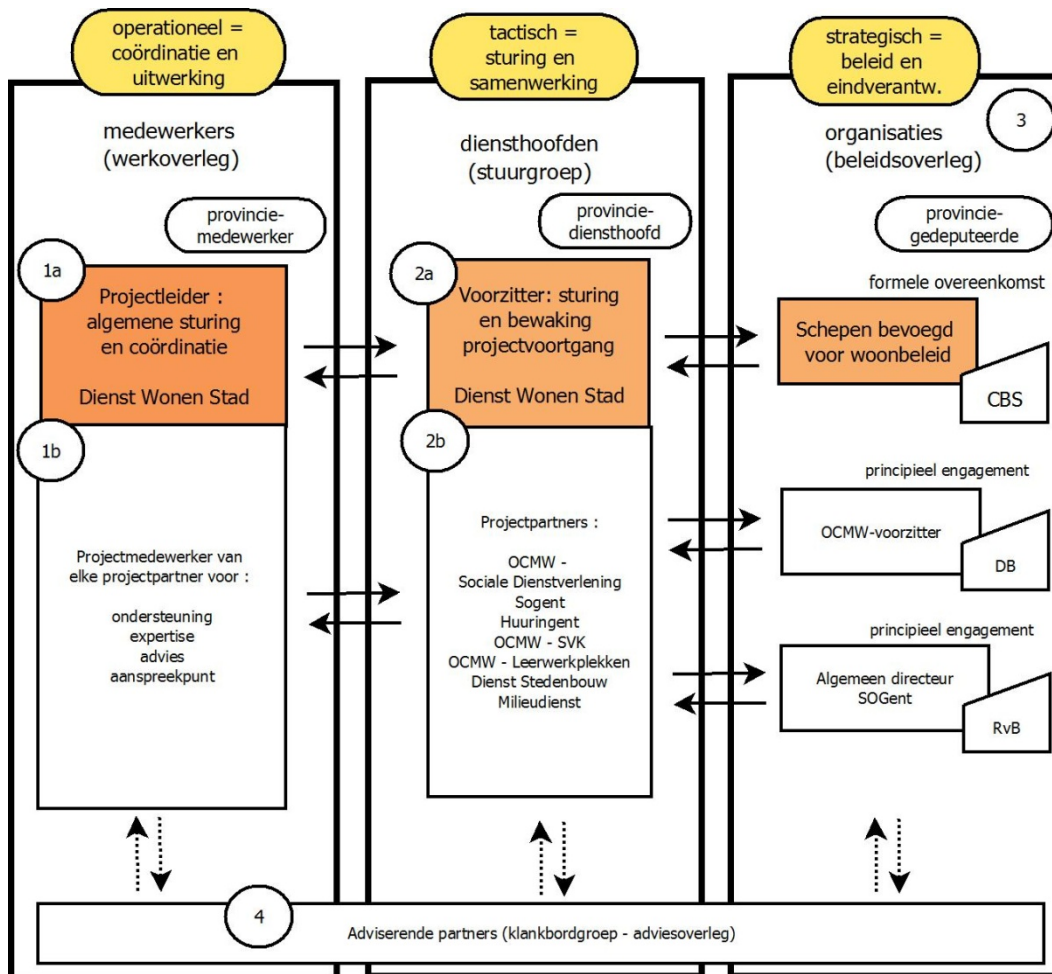 operationeel =
coördinatie en
uitwerking
medewerkers
(werkoverleg)
provincie-
medewerker
1a
Projectleider :
algemene sturing
en coördinatie
Dienst Wonen Stad
1b
Projectmedewerker van
elke projectpartner voor :
ondersteuning
expertise
advies
aanspreekpunt
tactisch =
sturing en
samenwerking
diensthoofden
(stuurgroep)
provincie-
diensthoofd
2a
Voorzitter: sturing
en bewaking
projectvoortgang
Dienst Wonen Stad
2b
Projectpartners :
OCMW -
Sociale Dienstverlening
Sogent
Huuringent
OCMW - SVK
OCMW - Leerwerkplekken
Dienst Stedenbouw
Milieudienst
strategisch =
beleid en
eindverantw.
3
organisaties
(beleidsoverleg)
provincie-
gedeputeerde
formele overeenkomst
Schepen bevoegd
voor woonbeleid
CBS
principieel engagement
OCMW-voorzitter
DB
principieel engagement
Algemeen directeur
SOGent
RvB
4
Adviserende partners (klankbordgroep - adviesoverleg)